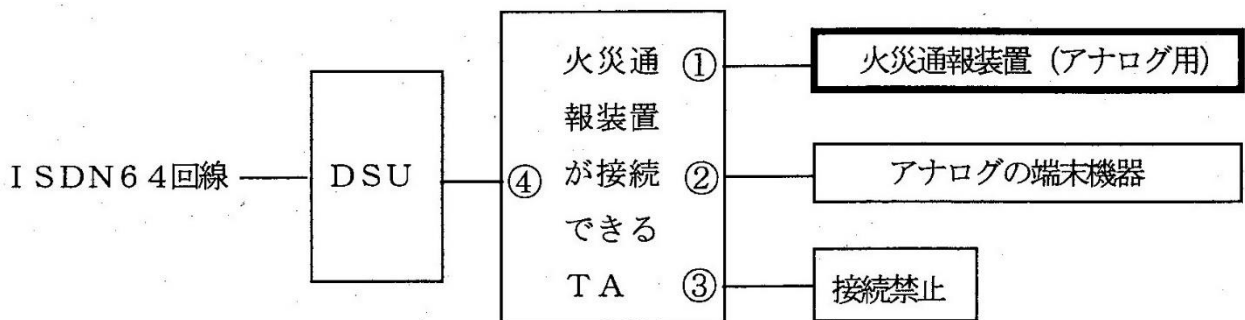 ISDN64回線
DSU
④
火災通
報装置
が接続
できる
TA
①
②
③
火災通報装置（アナログ用）
アナログの端末機器
接続禁止